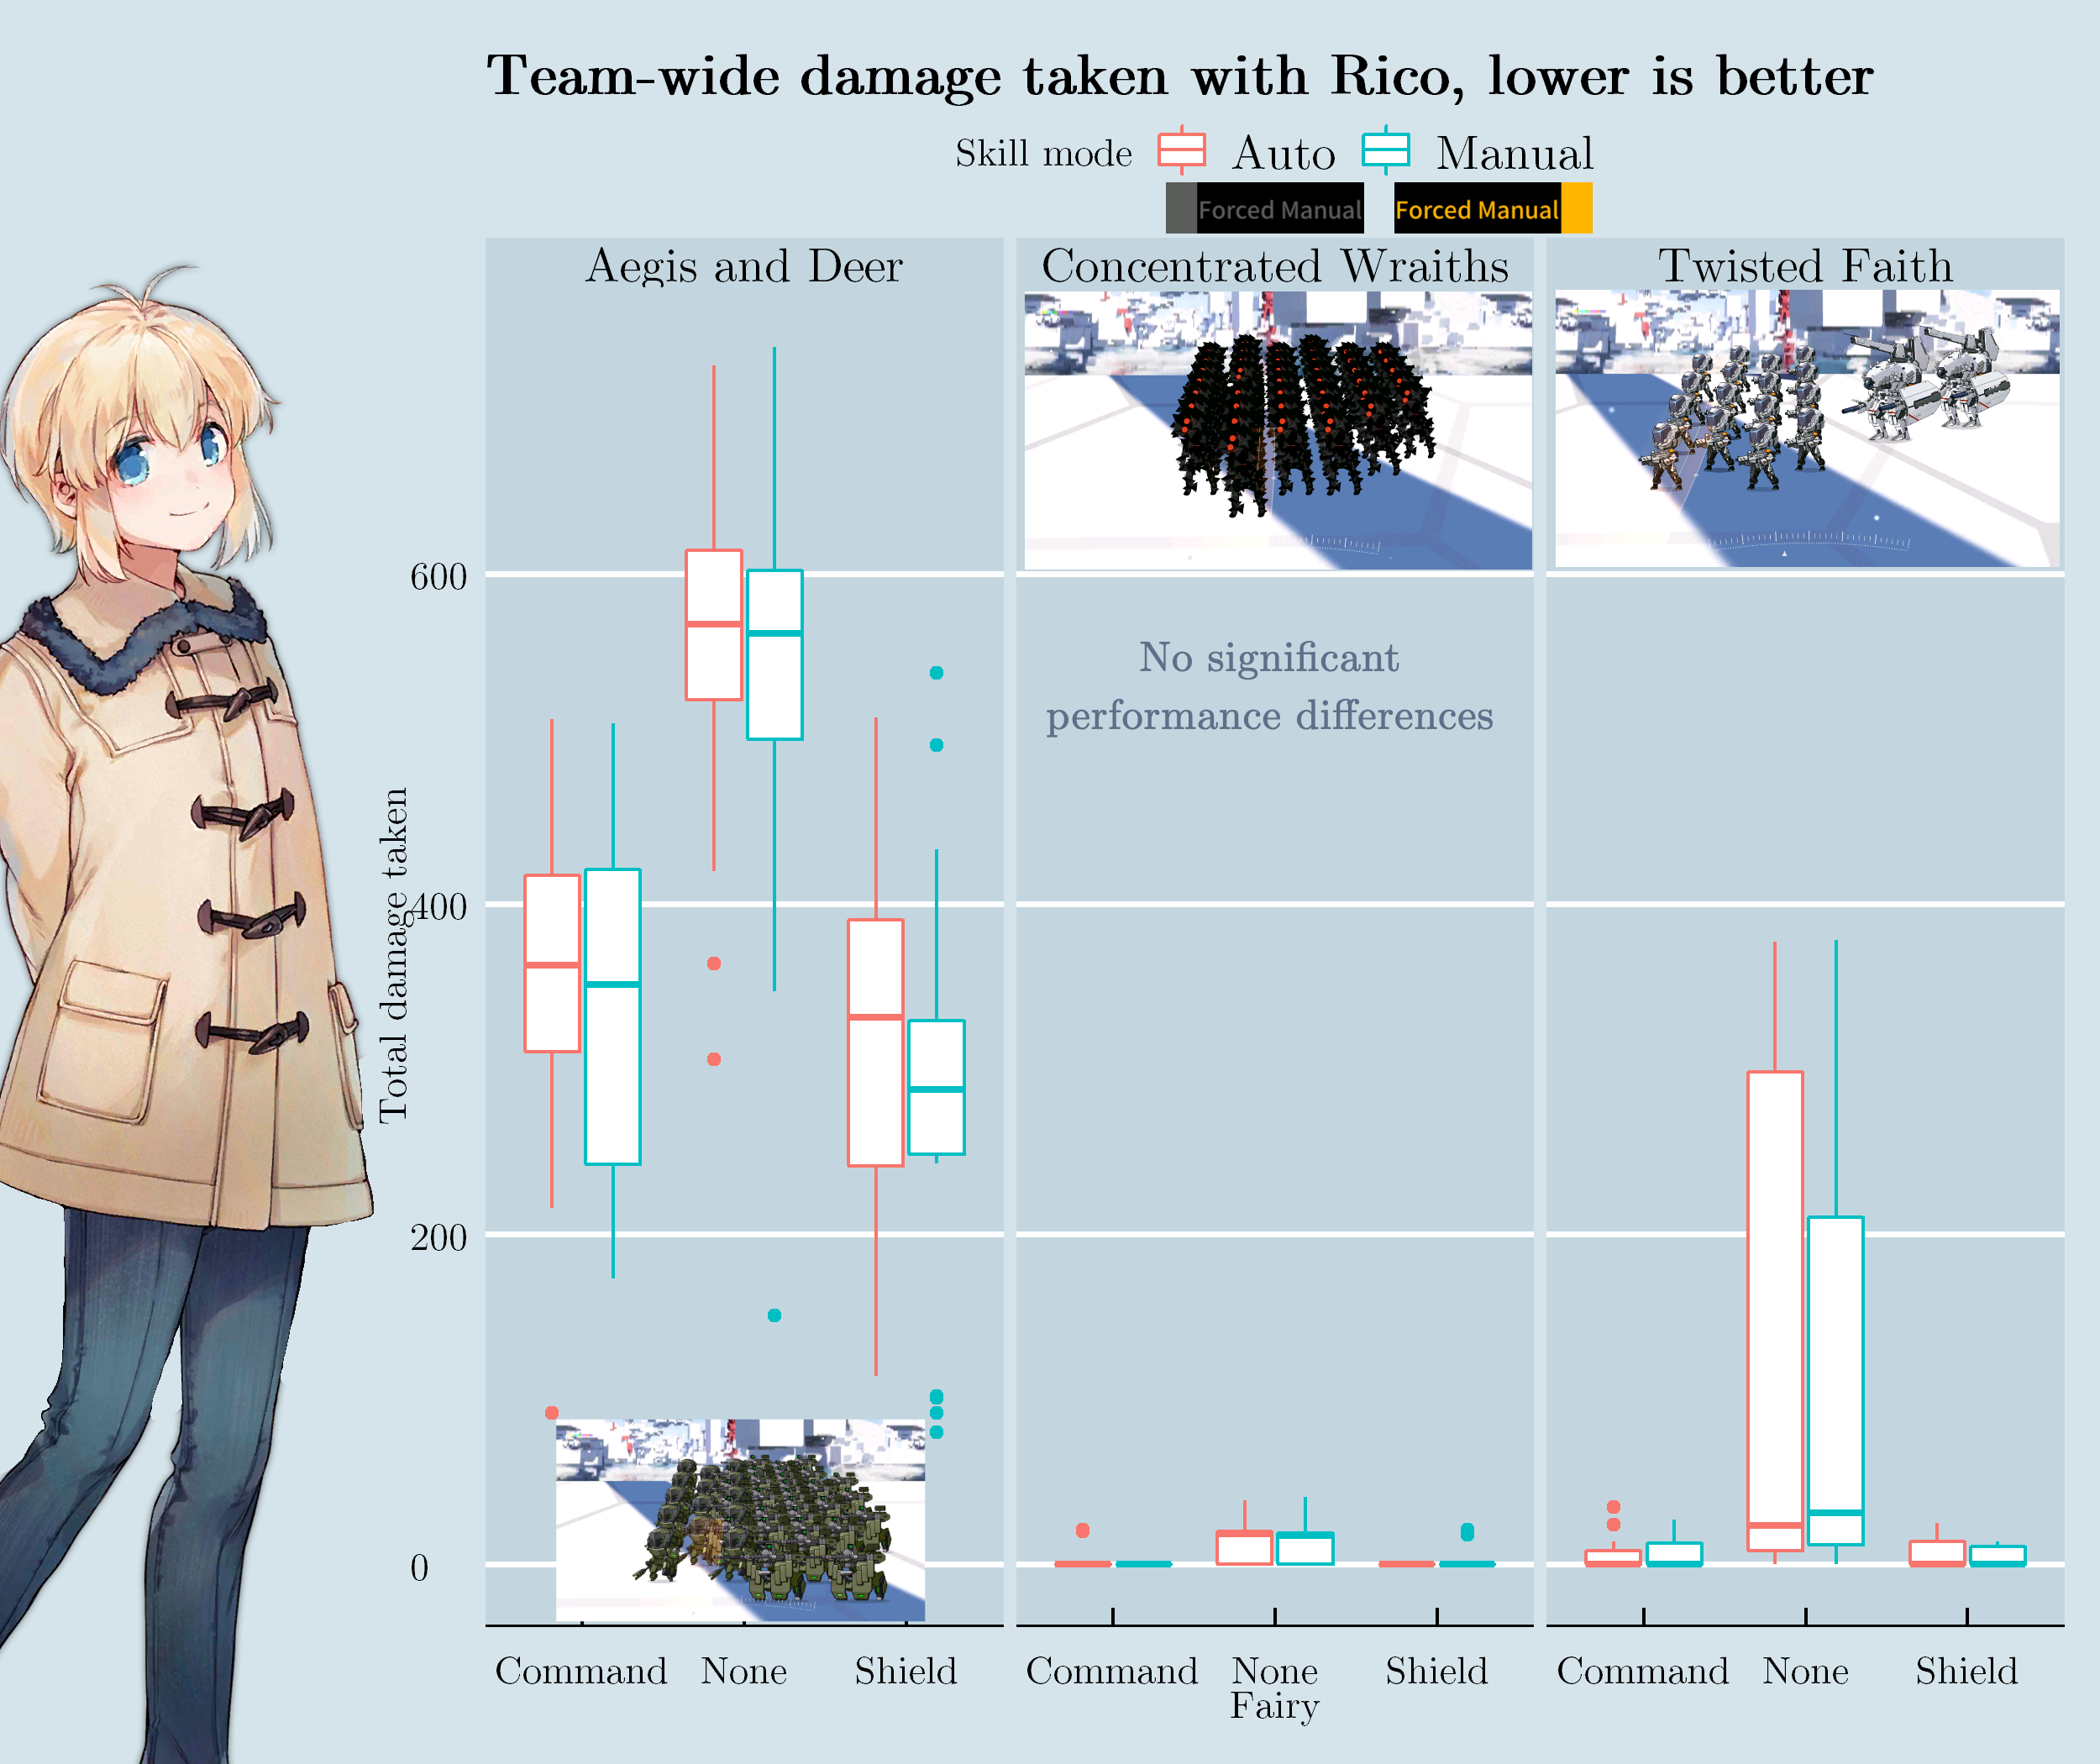 Team-wide damage taken with Rico, lower is better
Skill mode Auto Manual
Forced Manual Forced Manual
Aegis and Deer Concentrated Wraiths Twisted Faith
No significant
performance differences
Total damage taken
600
400
200
0
Command None Shield Command None Shield Command None Shield
Fairy